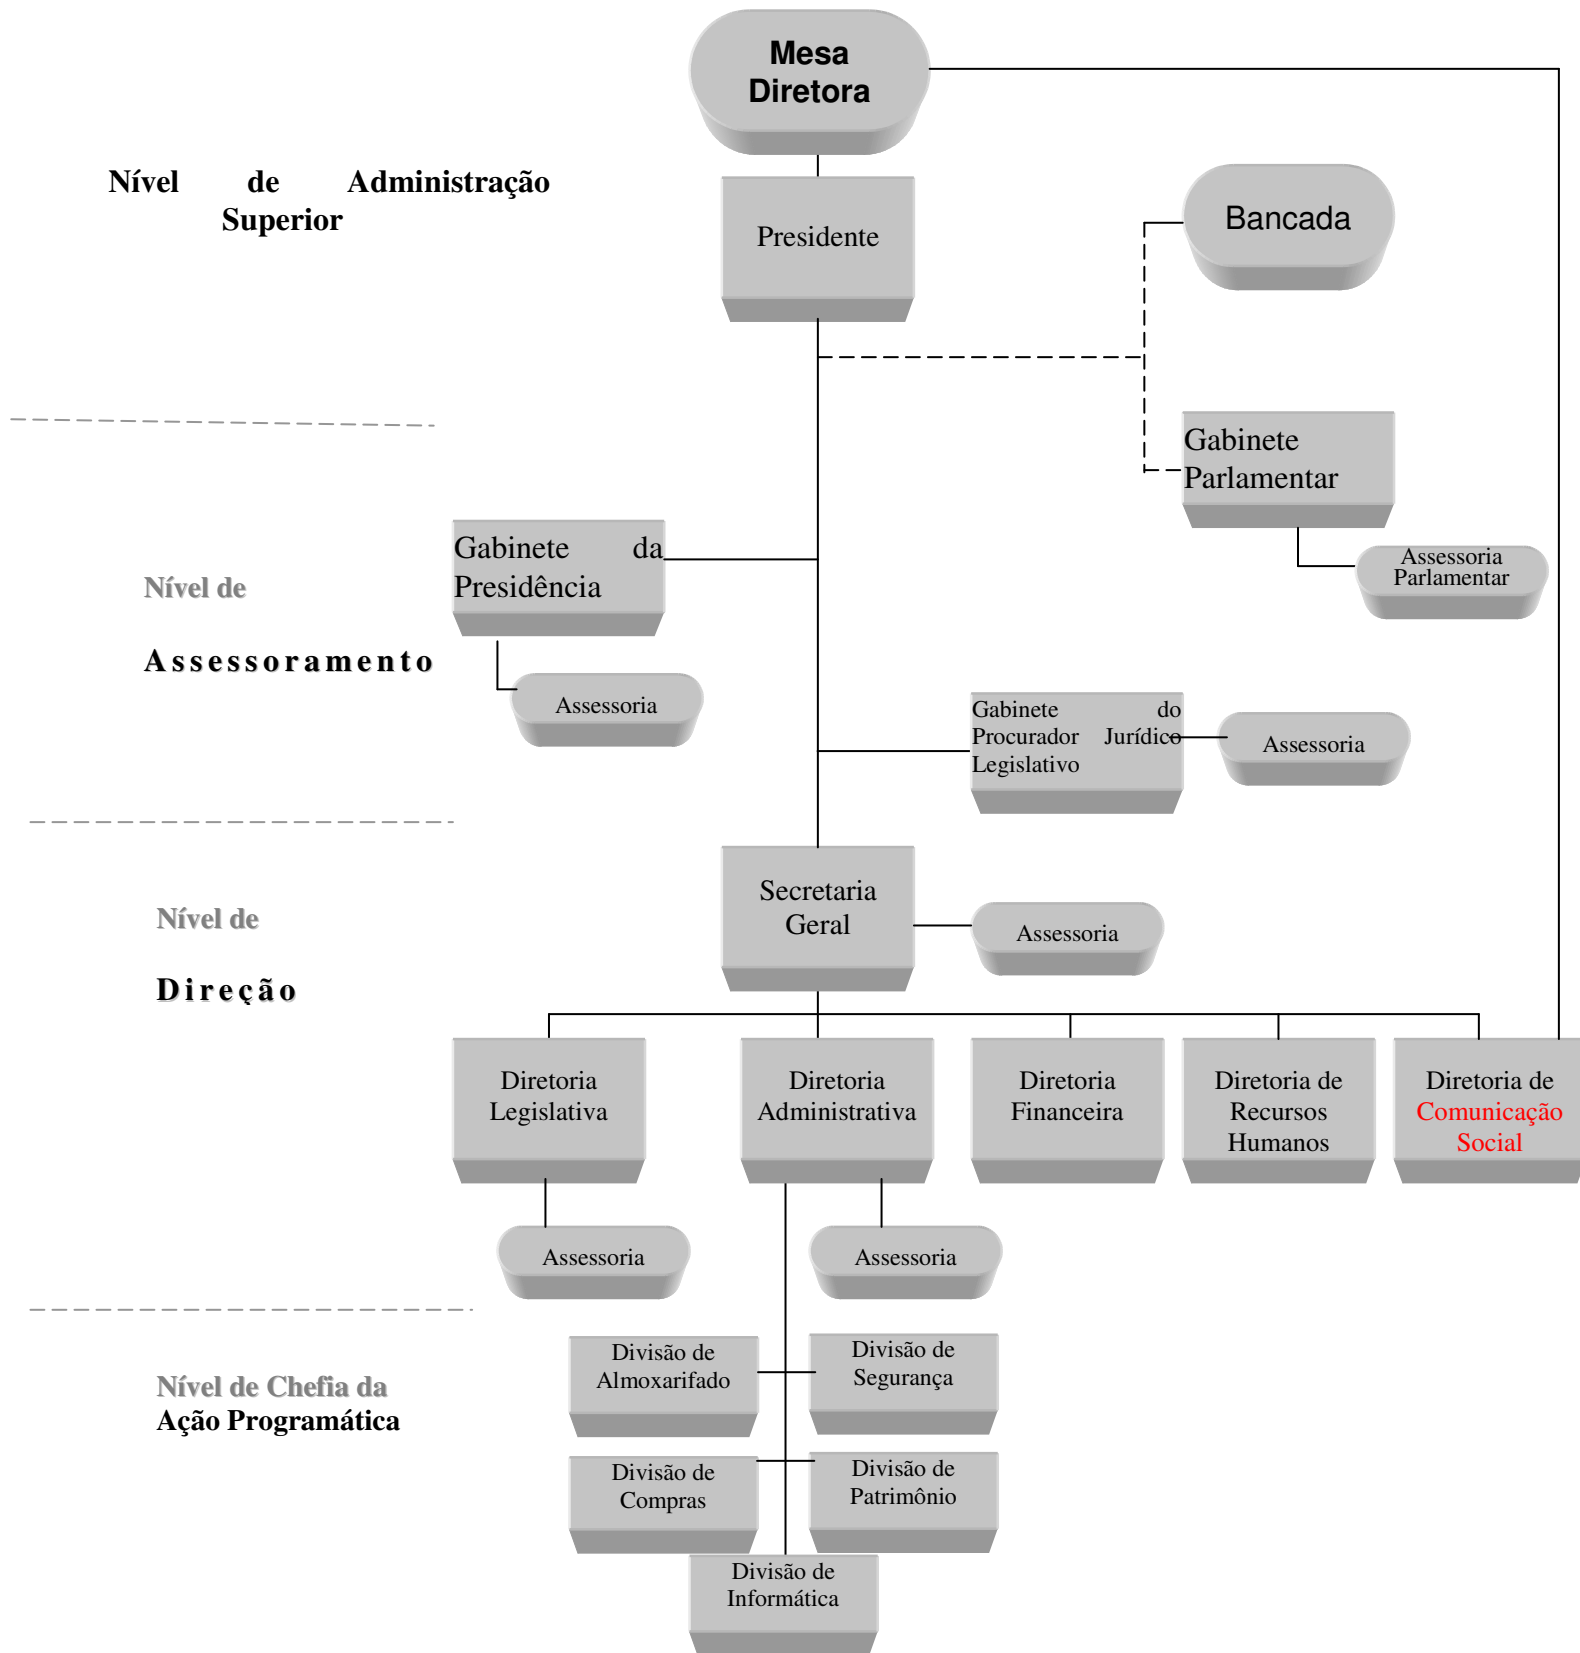 Mesa
Diretora
Nível de Administração
Superior
Presidente
Bancada
Gabinete
Parlamentar
Assessoria
Parlamentar
Gabinete da
Presidência
Nível de
Assessoramento
Assessoria
Gabinete do
Procurador Jurídico
Legislativo
Assessoria
Secretaria
Geral
Assessoria
Nível de
Direção
Diretoria
Legislativa
Diretoria
Administrativa
Diretoria
Financeira
Diretoria de
Recursos
Humanos
Diretoria de
Comunicação
Social
Assessoria
Assessoria
Nível de Chefia da
Ação Programática
Divisão de
Almoxarifado
Divisão de
Segurança
Divisão de
Compras
Divisão de
Patrimônio
Divisão de
Informática